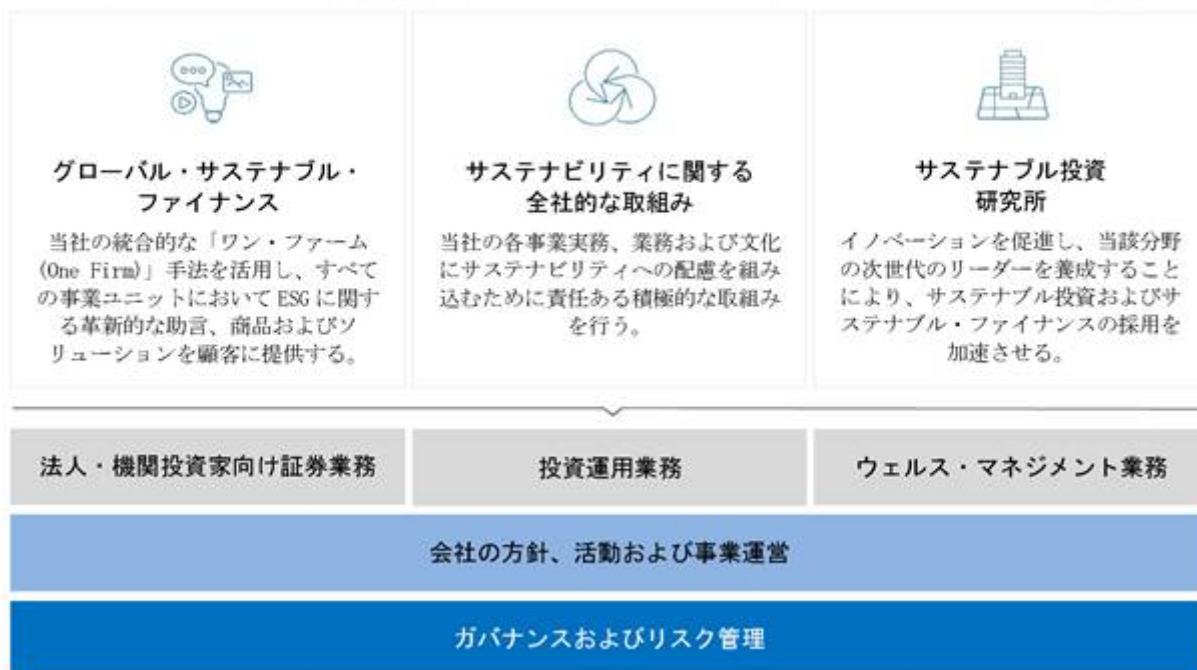 グローバル・サステナブル・
ファイナンス
当社の統合的な「ワン・ファーム
(One Firm)」手法を活用し、すべて
の事業ユニットにおいて ESG に関す
る革新的な助言、商品およびソ
リューションを顧客に提供する。
サステナビリティに関する
全社的な取組み
当社の各事業実務、業務および文化
にサステナビリティへの配慮を組み
込むために責任ある積極的な取組み
を行う。
サステナブル投資
研究所
イノベーションを促進し、当該分野
の次世代のリーダーを養成すること
により、サステナブル投資およびサ
ステナブル・ファイナンスの採用を
加速させる。
法人・機関投資家向け証券業務
投資運用業務
ウェルス・マネジメント業務
会社の方針、活動および事業運営
ガバナンスおよびリスク管理